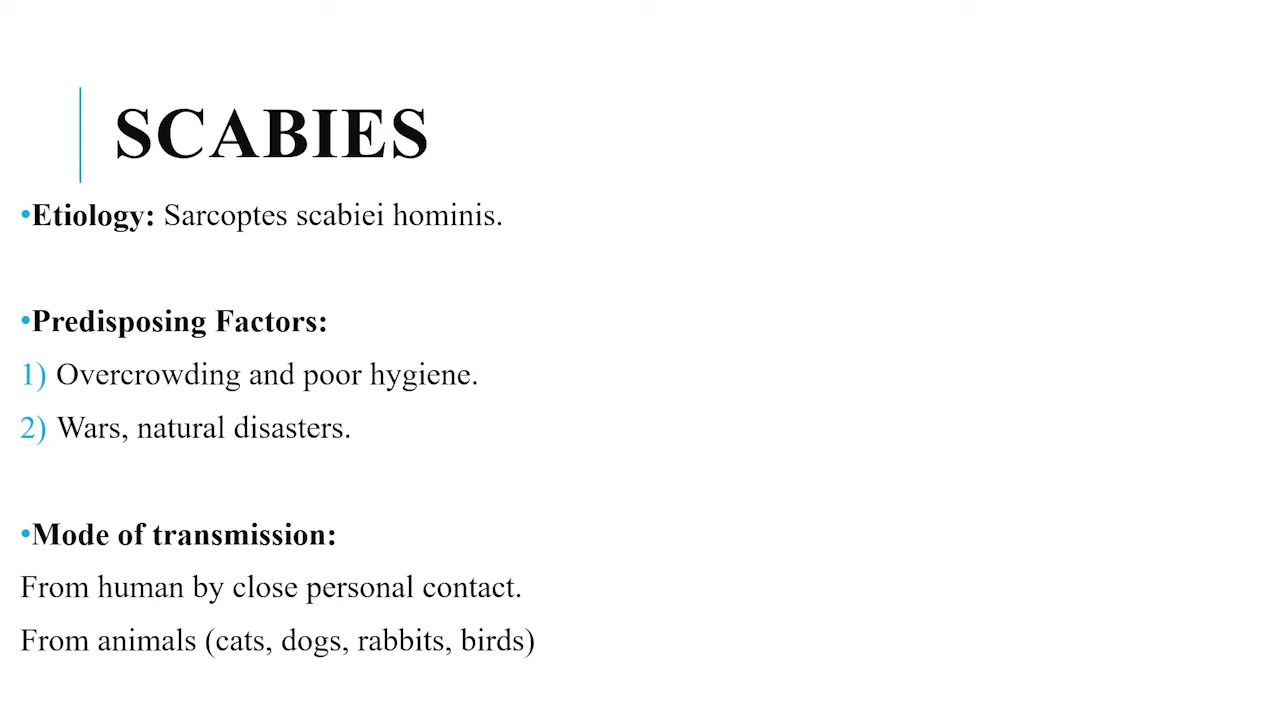 SCABIES
•Etiology: Sarcoptes scabiei hominis.
•Predisposing Factors:
1) Overcrowding and poor hygiene.
2) Wars, natural disasters.
•Mode of transmission:
From human by close personal contact.
From animals (cats, dogs, rabbits, birds)